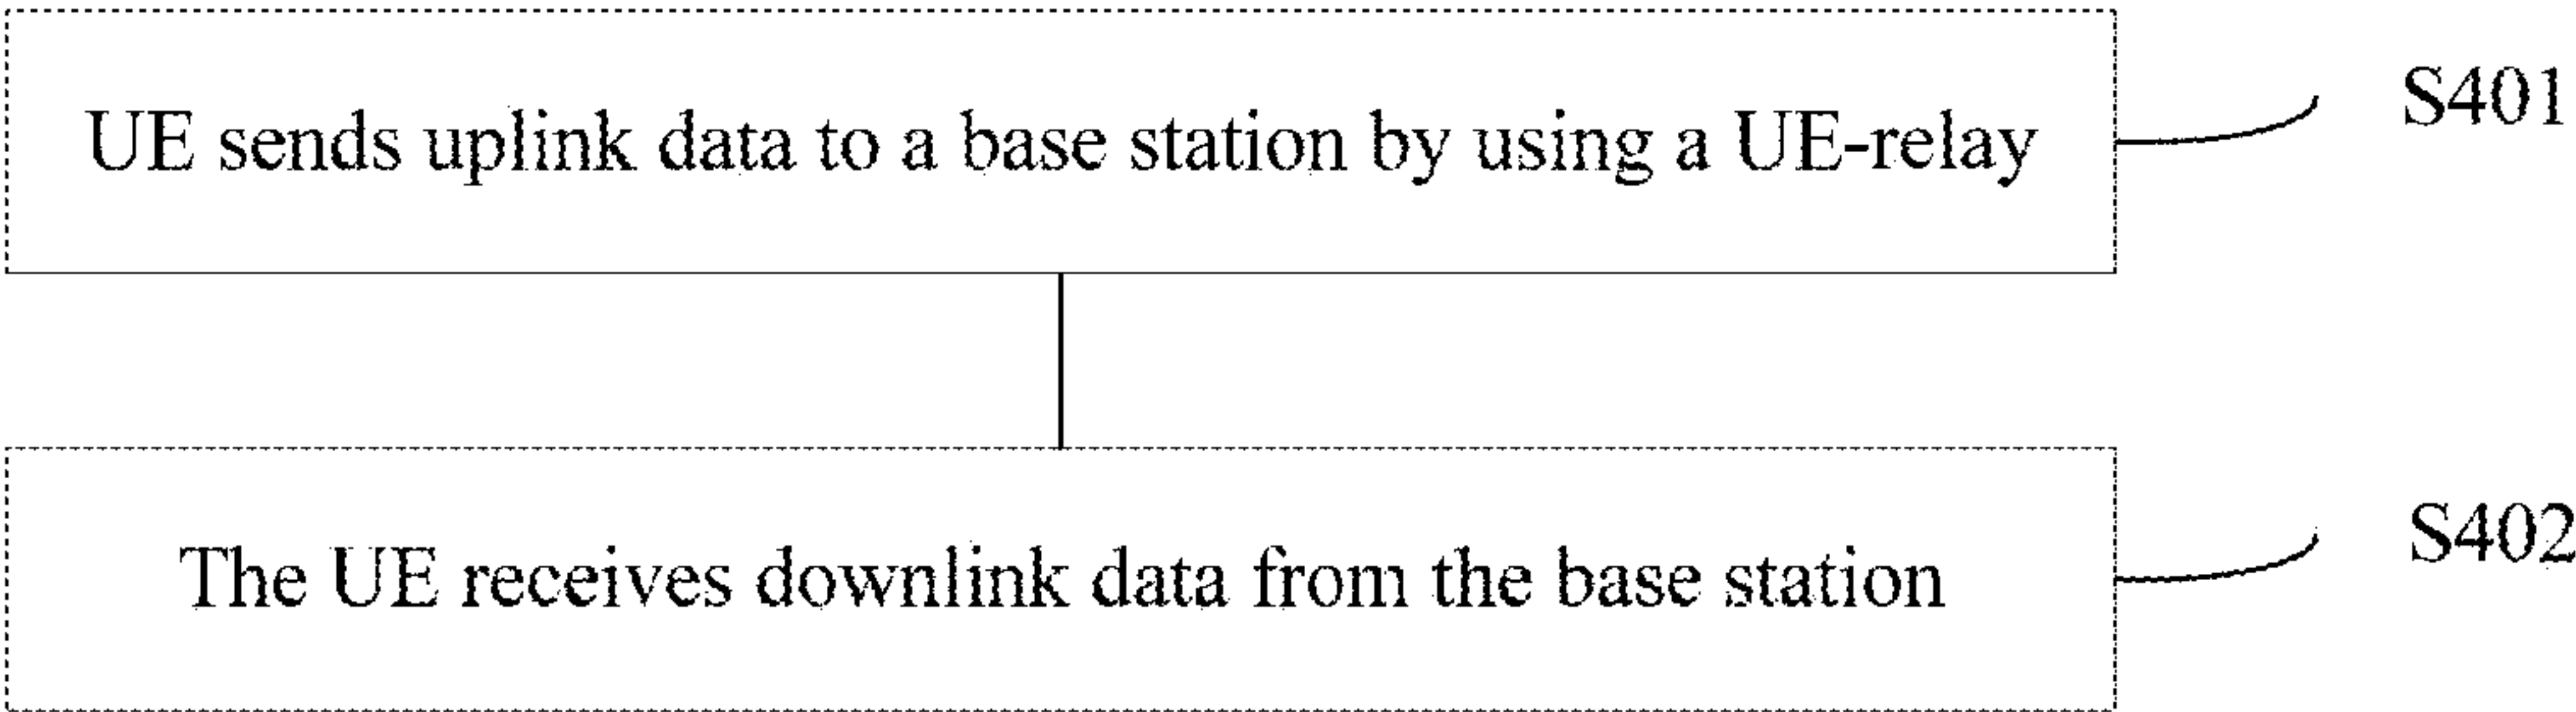 UE sends uplink data to a base station by using a UE-relay
S401
The UE receives downlink data from the base station
S402